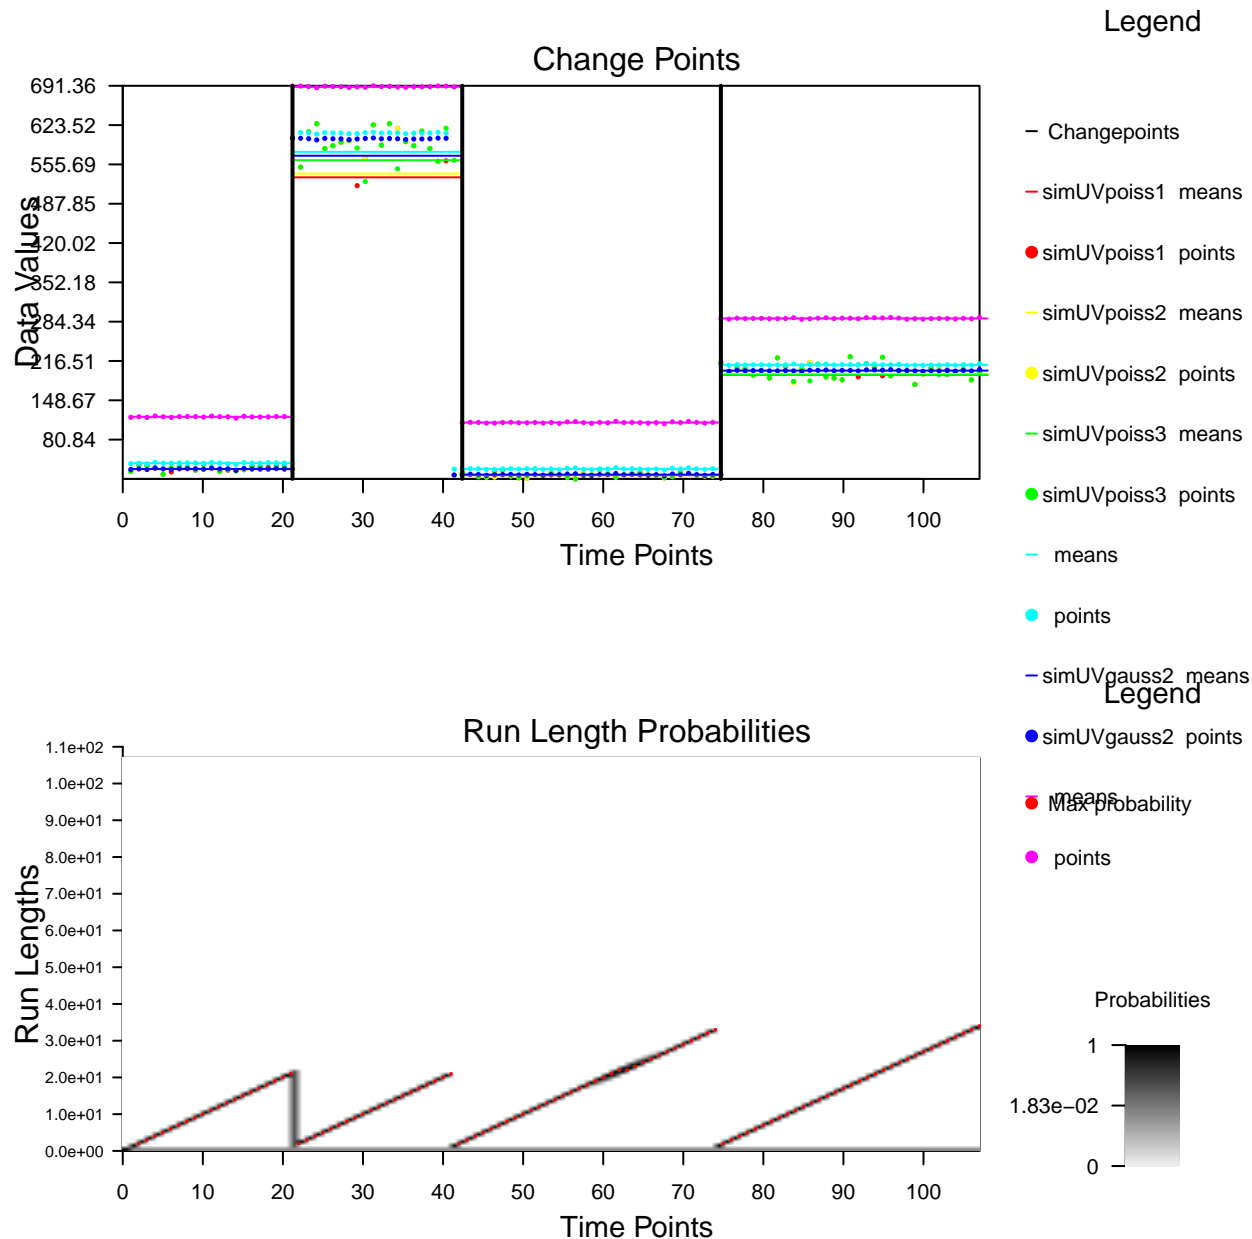 Legend
Change Points
691.36
623.52
555.69
487.85
420.02
352.18
284.34
216.51
148.67
80.84
Data Values
0 10 20 30 40 50 60 70 80 90 100
Time Points
Changepoints
simUVpoiss1 means
simUVpoiss1 points
simUVpoiss2 means
simUVpoiss2 points
simUVpoiss3 means
simUVpoiss3 points
means
points
simUVgauss2 means
Legend
simUVgauss2 points
means
Max probability
points
Run Length Probabilities
1.1e+02
1.0e+02
9.0e+01
8.0e+01
7.0e+01
6.0e+01
5.0e+01
4.0e+01
3.0e+01
2.0e+01
1.0e+01
0.0e+00
Run Lengths
0 10 20 30 40 50 60 70 80 90 100
Time Points
Probabilities
1
1.83e−02
0